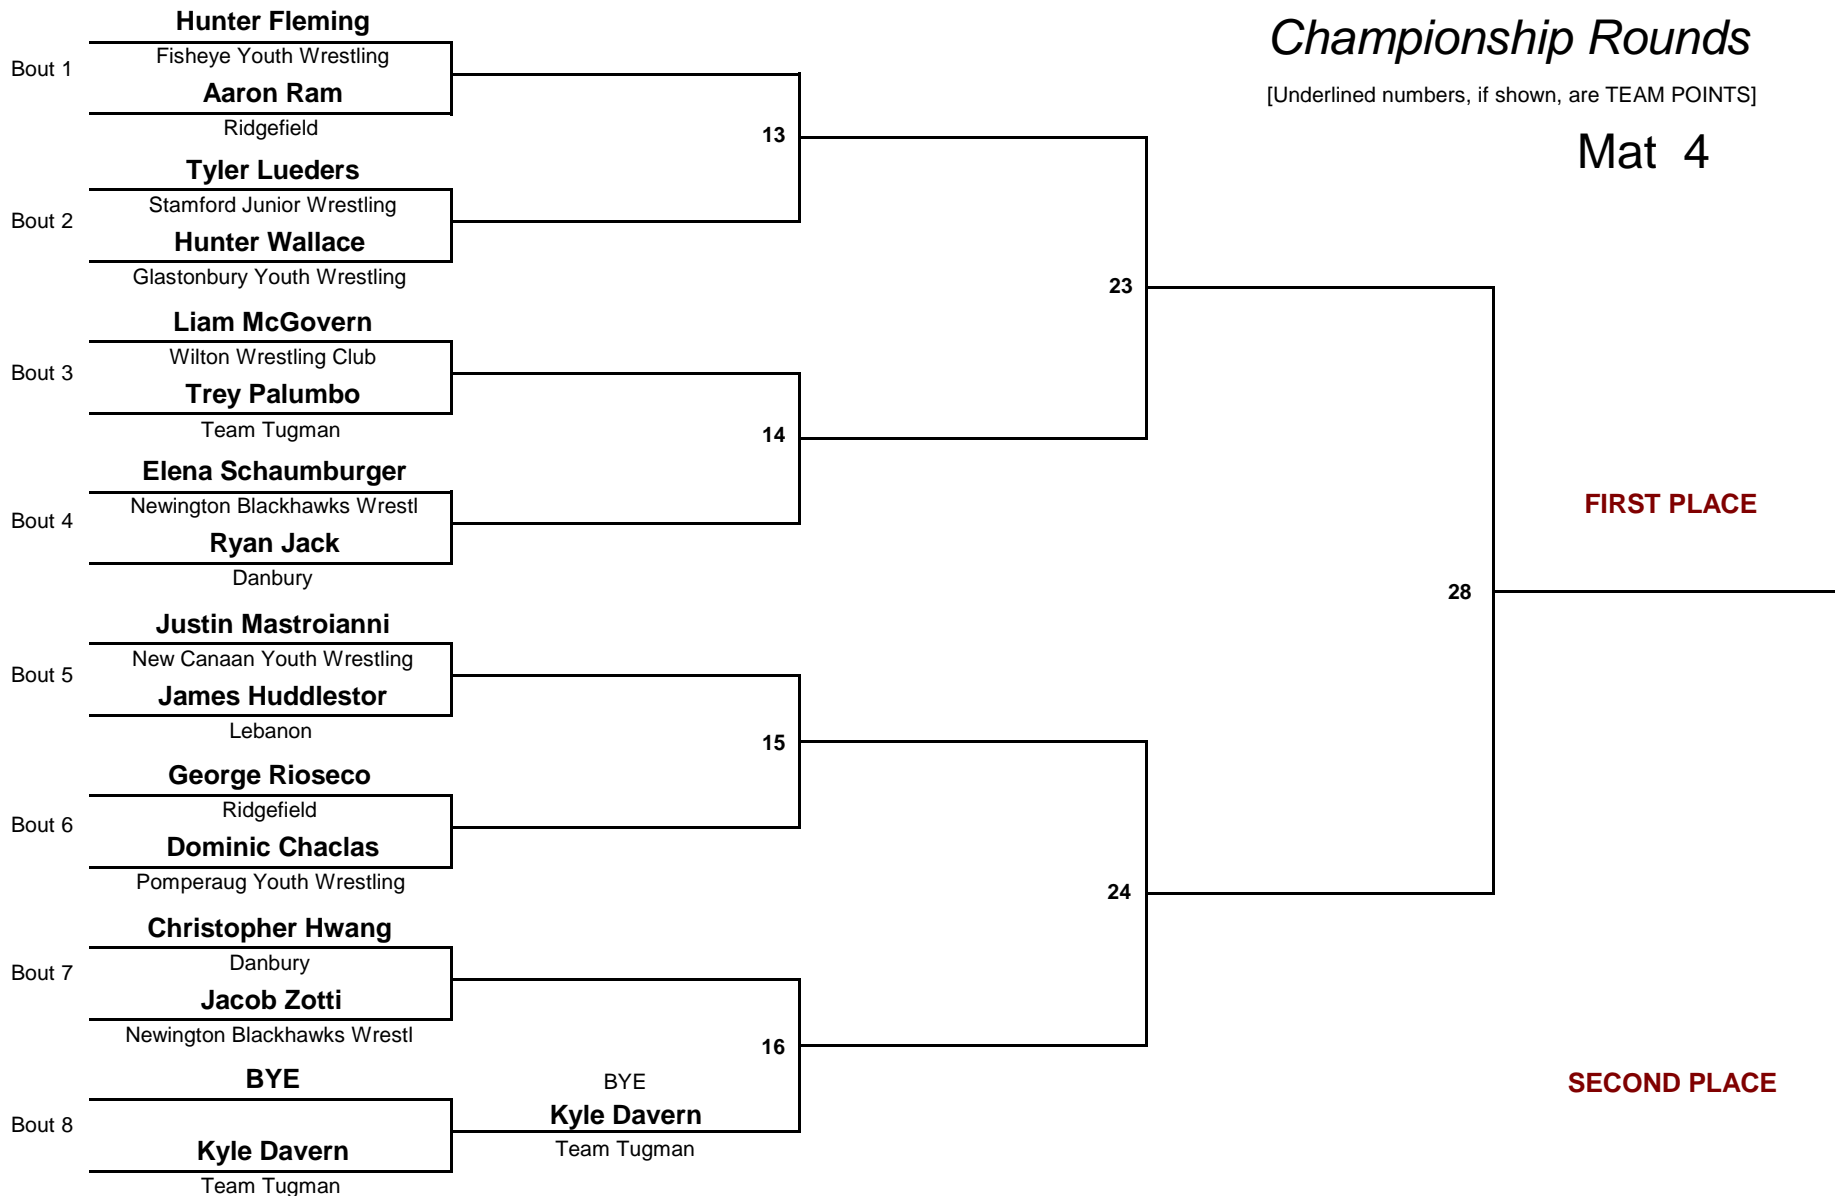 Championship Rounds
[Underlined numbers, if shown, are TEAM POINTS]
Mat 4
Hunter Fleming
Bout 1
Fisheye Youth Wrestling
Aaron Ram
Ridgefield
13
Tyler Lueders
Bout 2
Stamford Junior Wrestling
Hunter Wallace
Glastonbury Youth Wrestling
23
Liam McGovern
Bout 3
Wilton Wrestling Club
Trey Palumbo
Team Tugman
14
Elena Schaumburger
Bout 4
Newington Blackhawks Wrestl
Ryan Jack
Danbury
FIRST PLACE
28
Justin Mastroianni
Bout 5
New Canaan Youth Wrestling
James Huddlestor
Lebanon
15
George Rioseco
Bout 6
Ridgefield
Dominic Chaclas
Pomperaug Youth Wrestling
24
Christopher Hwang
Bout 7
Danbury
Jacob Zotti
Newington Blackhawks Wrestl
16
BYE
Bout 8
Kyle Davern
Team Tugman
BYE
Kyle Davern
Team Tugman
SECOND PLACE